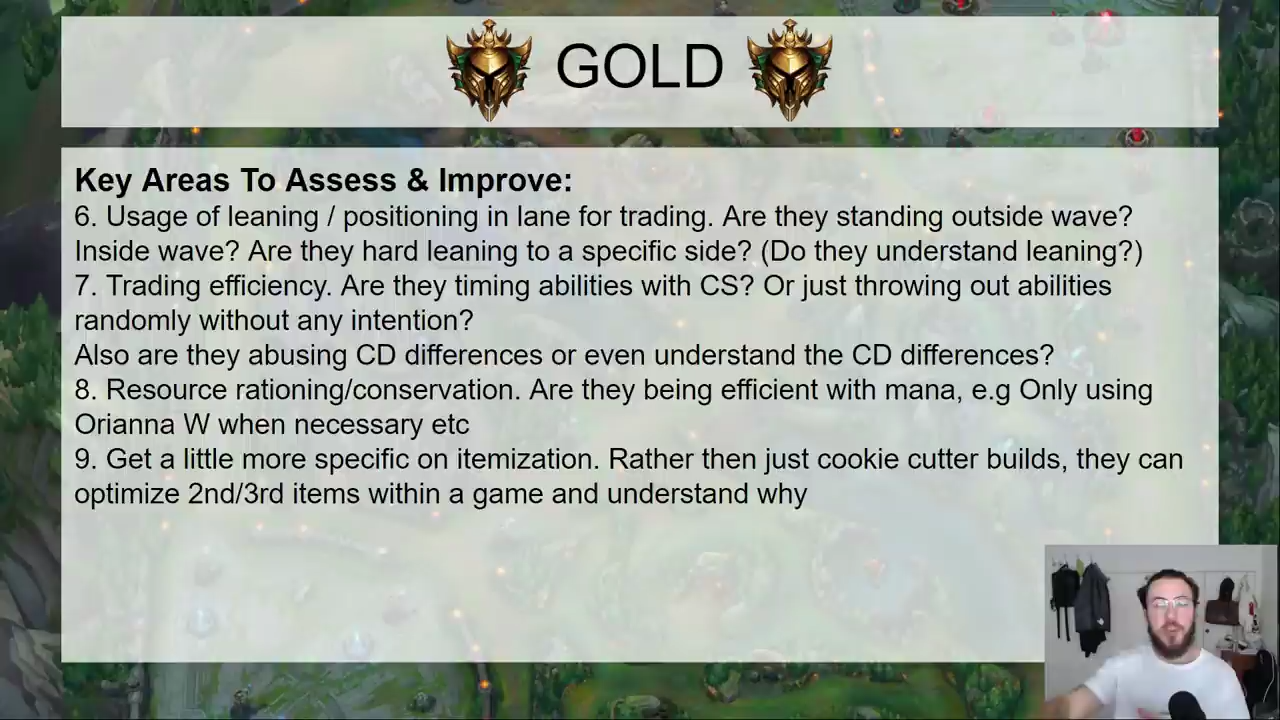 GOLD
Key Areas To Assess & Improve:
6. Usage of leaning / positioning in lane for trading. Are they standing outside wave?
Inside wave? Are they hard leaning to a specific side? (Do they understand leaning?)
7. Trading efficiency. Are they timing abilities with CS? Or just throwing out abilities
randomly without any intention?
Also are they abusing CD differences or even understand the CD differences?
8. Resource rationing/conservation. Are they being efficient with mana, e.g Only using
Orianna W when necessary etc
9. Get a little more specific on itemization. Rather then just cookie cutter builds, they can
optimize 2nd/3rd items within a game and understand why